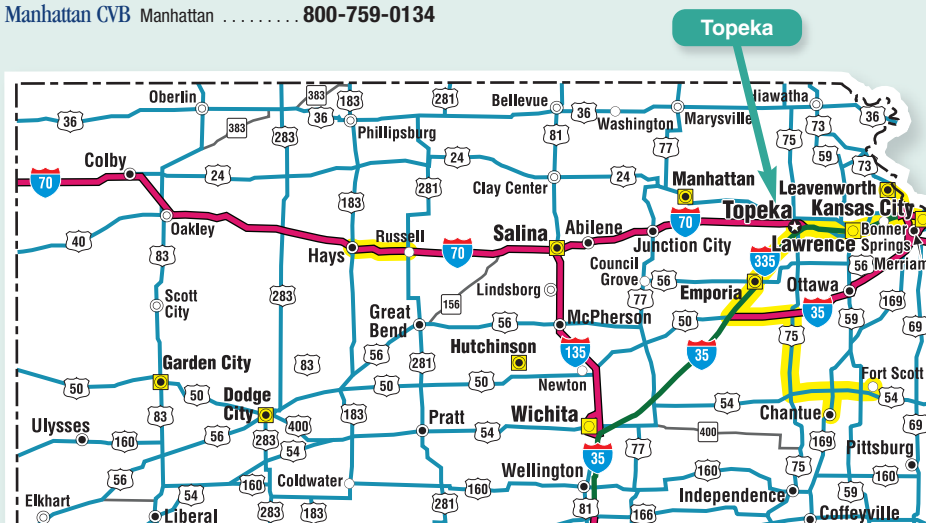 Manhattan CVB Manhattan ......... 800-759-0134
Topeka
Oberlin
383
183
281
Bellevue
36
Hiawatha
36
36
383
283
36
Phillipsburg
81
Washington
Marysville
75
73
Colby
77
59
73
70
24
24
24
Clay Center
Manhattan
Leavenworth
183
281
Topeka
Kansas City
Oakley
70
Bonner
Springs
40
Hays
Russell
70
Salina
Abilene
Junction City
Lawrence
Merriam
83
335
56
Council
Grove
56
Emporia
Ottawa
Scott
City
283
156
Lindsborg
77
169
Great
Bend
56
McPherson
50
35
59
69
56
281
Hutchinson
135
35
75
Garden City
83
50
50
Newton
Fort Scott
50
50
Dodge
City
54
54
Chanute
83
400
183
Pratt
Wichita
400
69
Ulysses
160
56
283
54
54
35
77
169
Pittsburg
56
54
160
Coldwater
Wellington
160
75
160
Elkhart
54
160
Independence
59
Liberal
283
183
281
81
166
Coffeyville